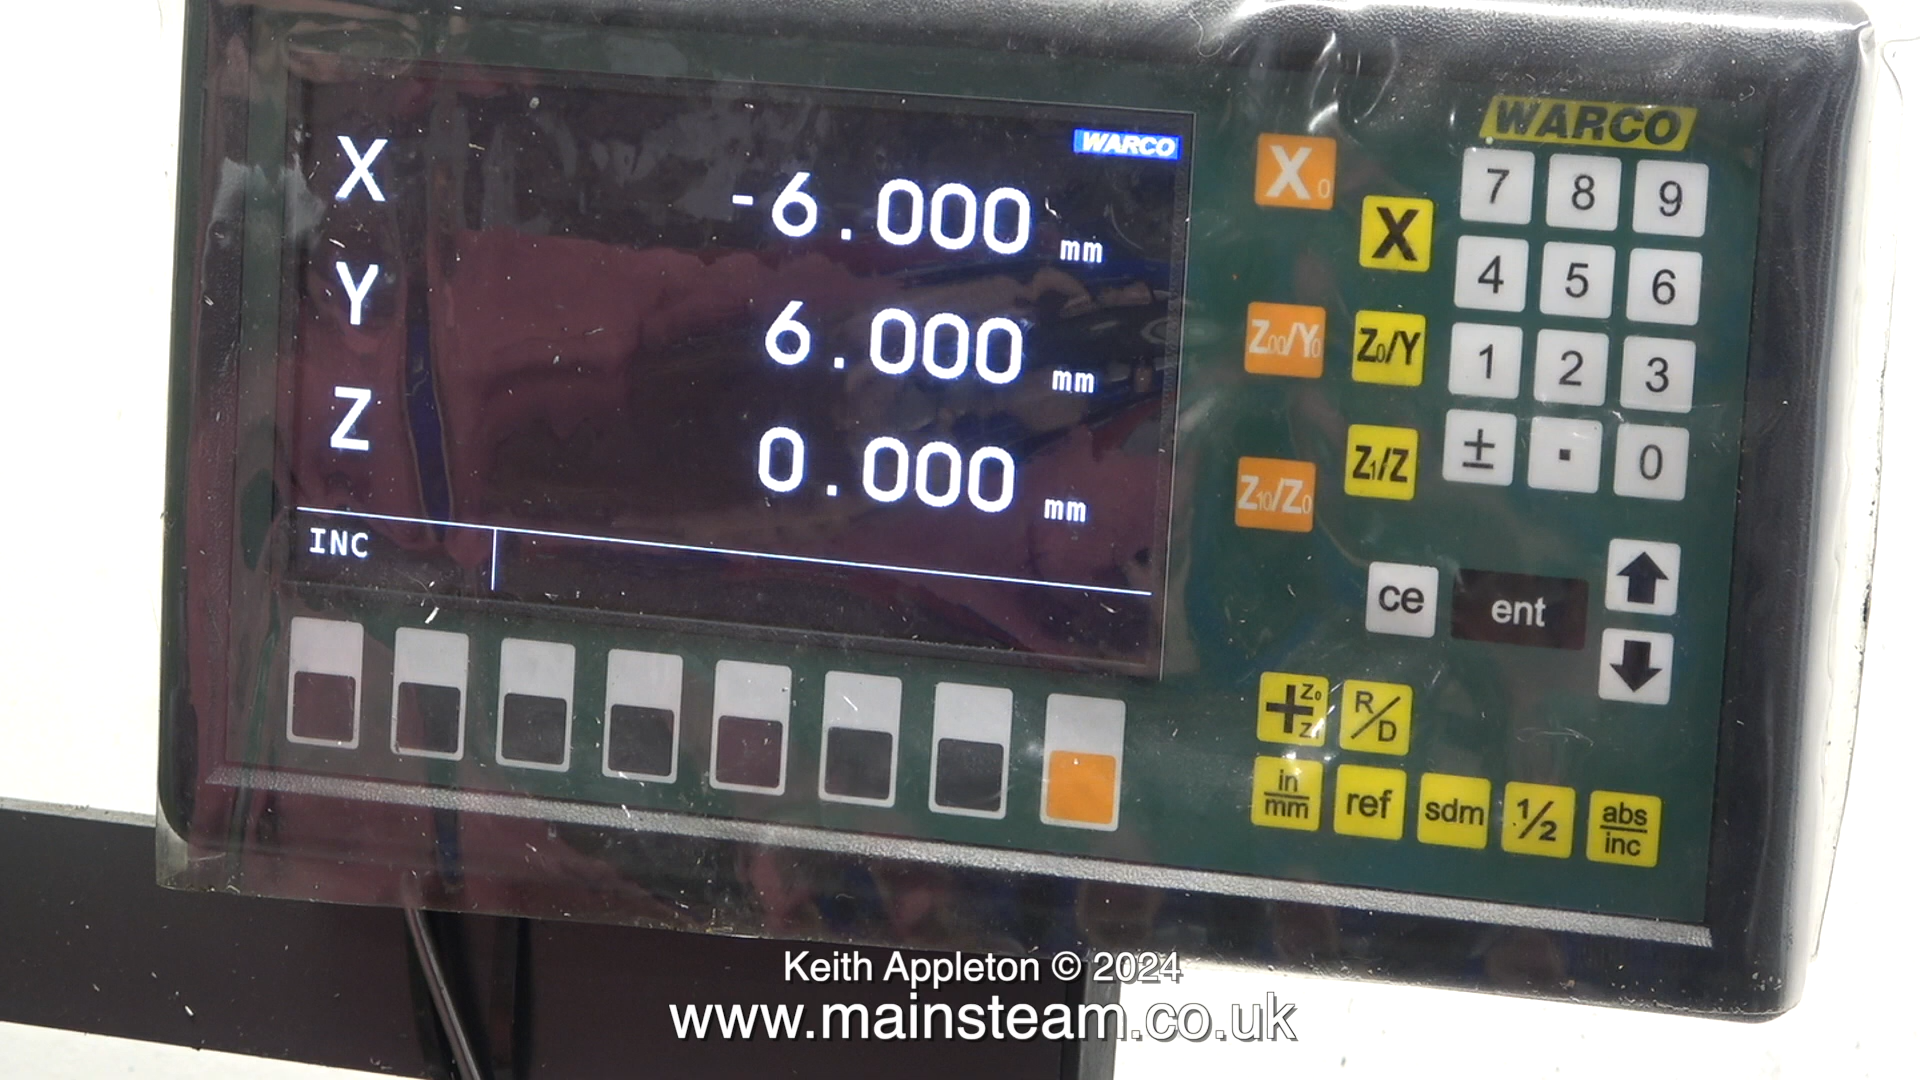 WARCO
X -6.000 mm
Y 6.000 mm
Z 0.000 mm
INC
WARCO
X0
X
Z00/Y0
Z0/Y
Z10/Z0
Z1/Z
7 8 9
4 5 6
1 2 3
± . 0
ce ent
+ Z0 Z1
R/D
in/mm ref sdm 1/2 abs/inc
Keith Appleton © 2024
www.mainsteam.co.uk